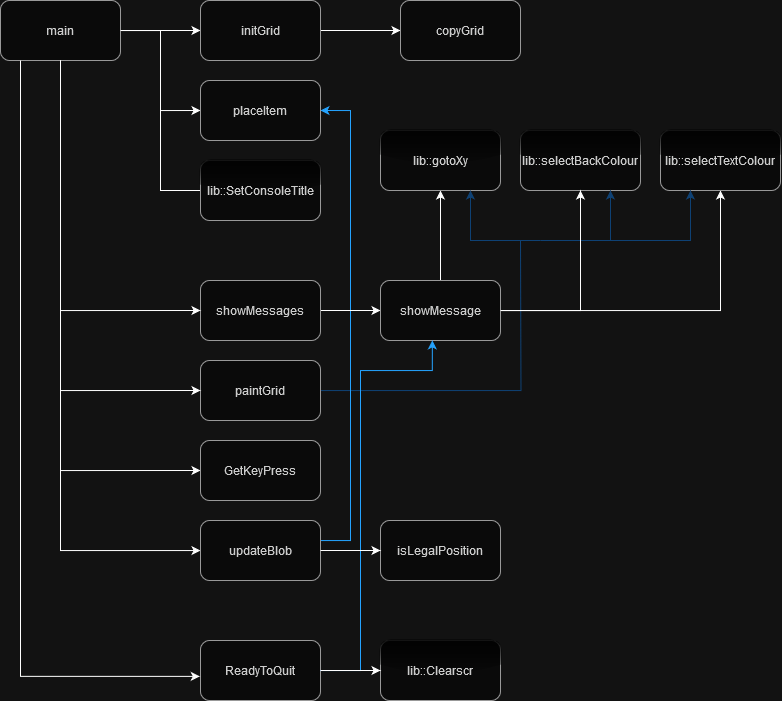 main
initGrid
copyGrid
placeItem
lib::gotoXy
lib::selectBackColour
lib::selectTextColour
lib::SetConsoleTitle
showMessages
showMessage
paintGrid
GetKeyPress
updateBlob
isLegalPosition
ReadyToQuit
lib::Clearscr